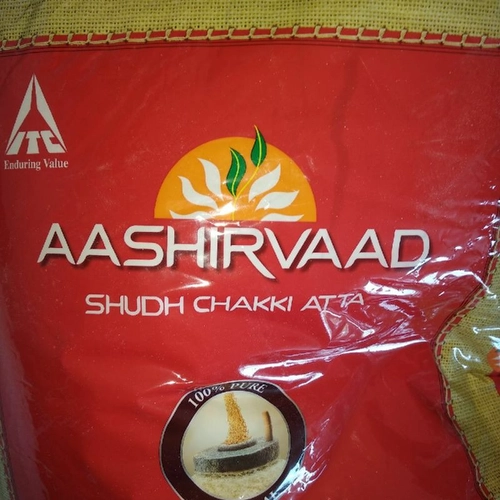 ITC
Enduring Value
AASHIRVAAD
SHUDH CHAKKI ATTA
100% PURE